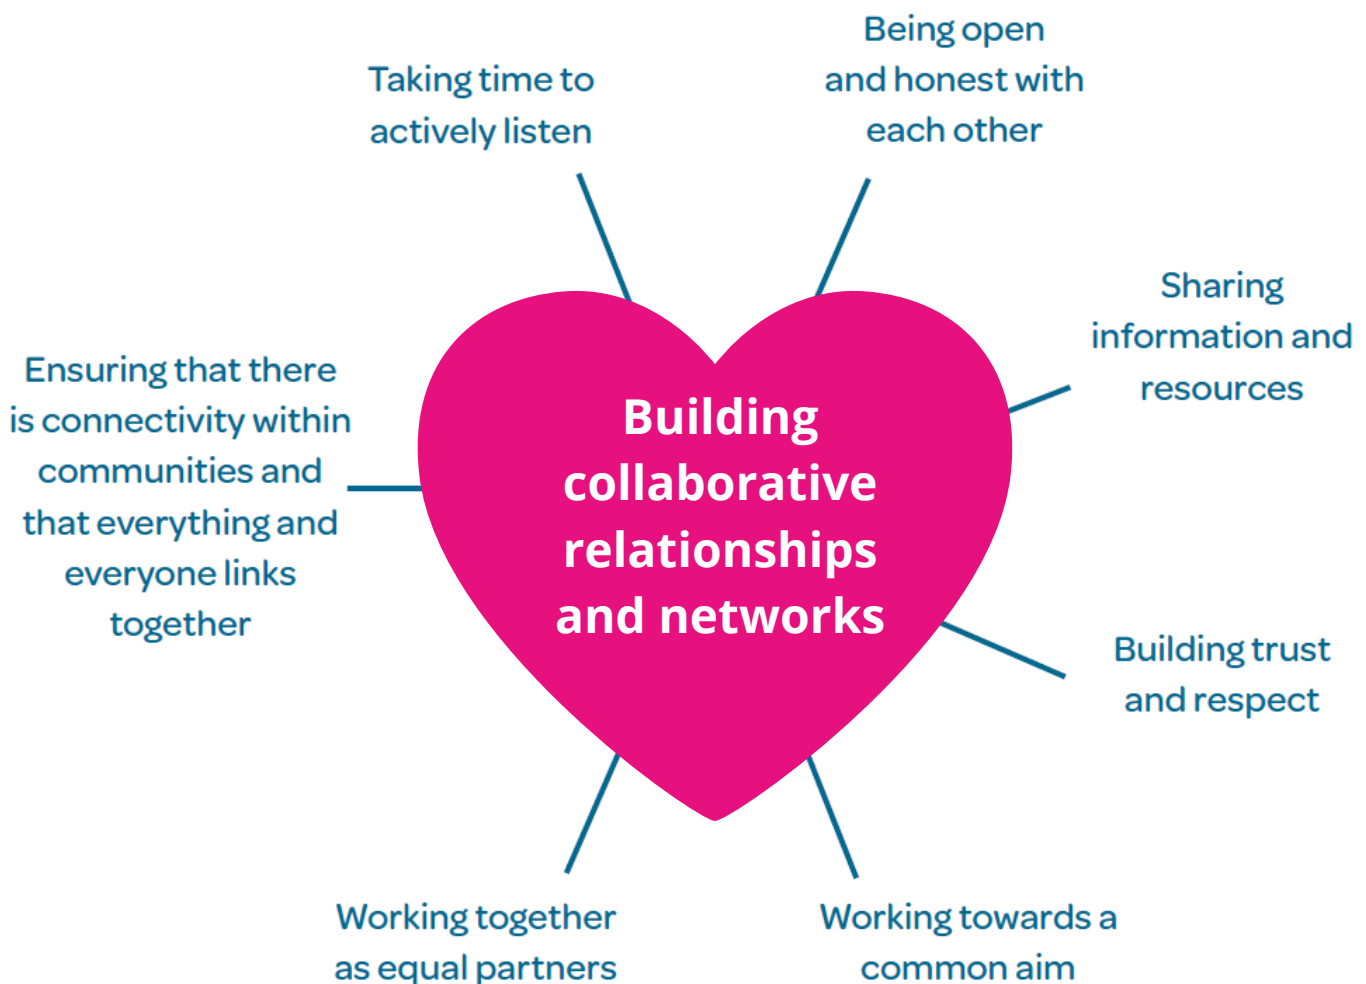 Being open
and honest with
each other
Taking time to
actively listen
Sharing
information and
resources
Ensuring that there
is connectivity within
communities and
that everything and
everyone links
together
Building
collaborative
relationships
and networks
Building trust
and respect
Working together
as equal partners
Working towards a
common aim